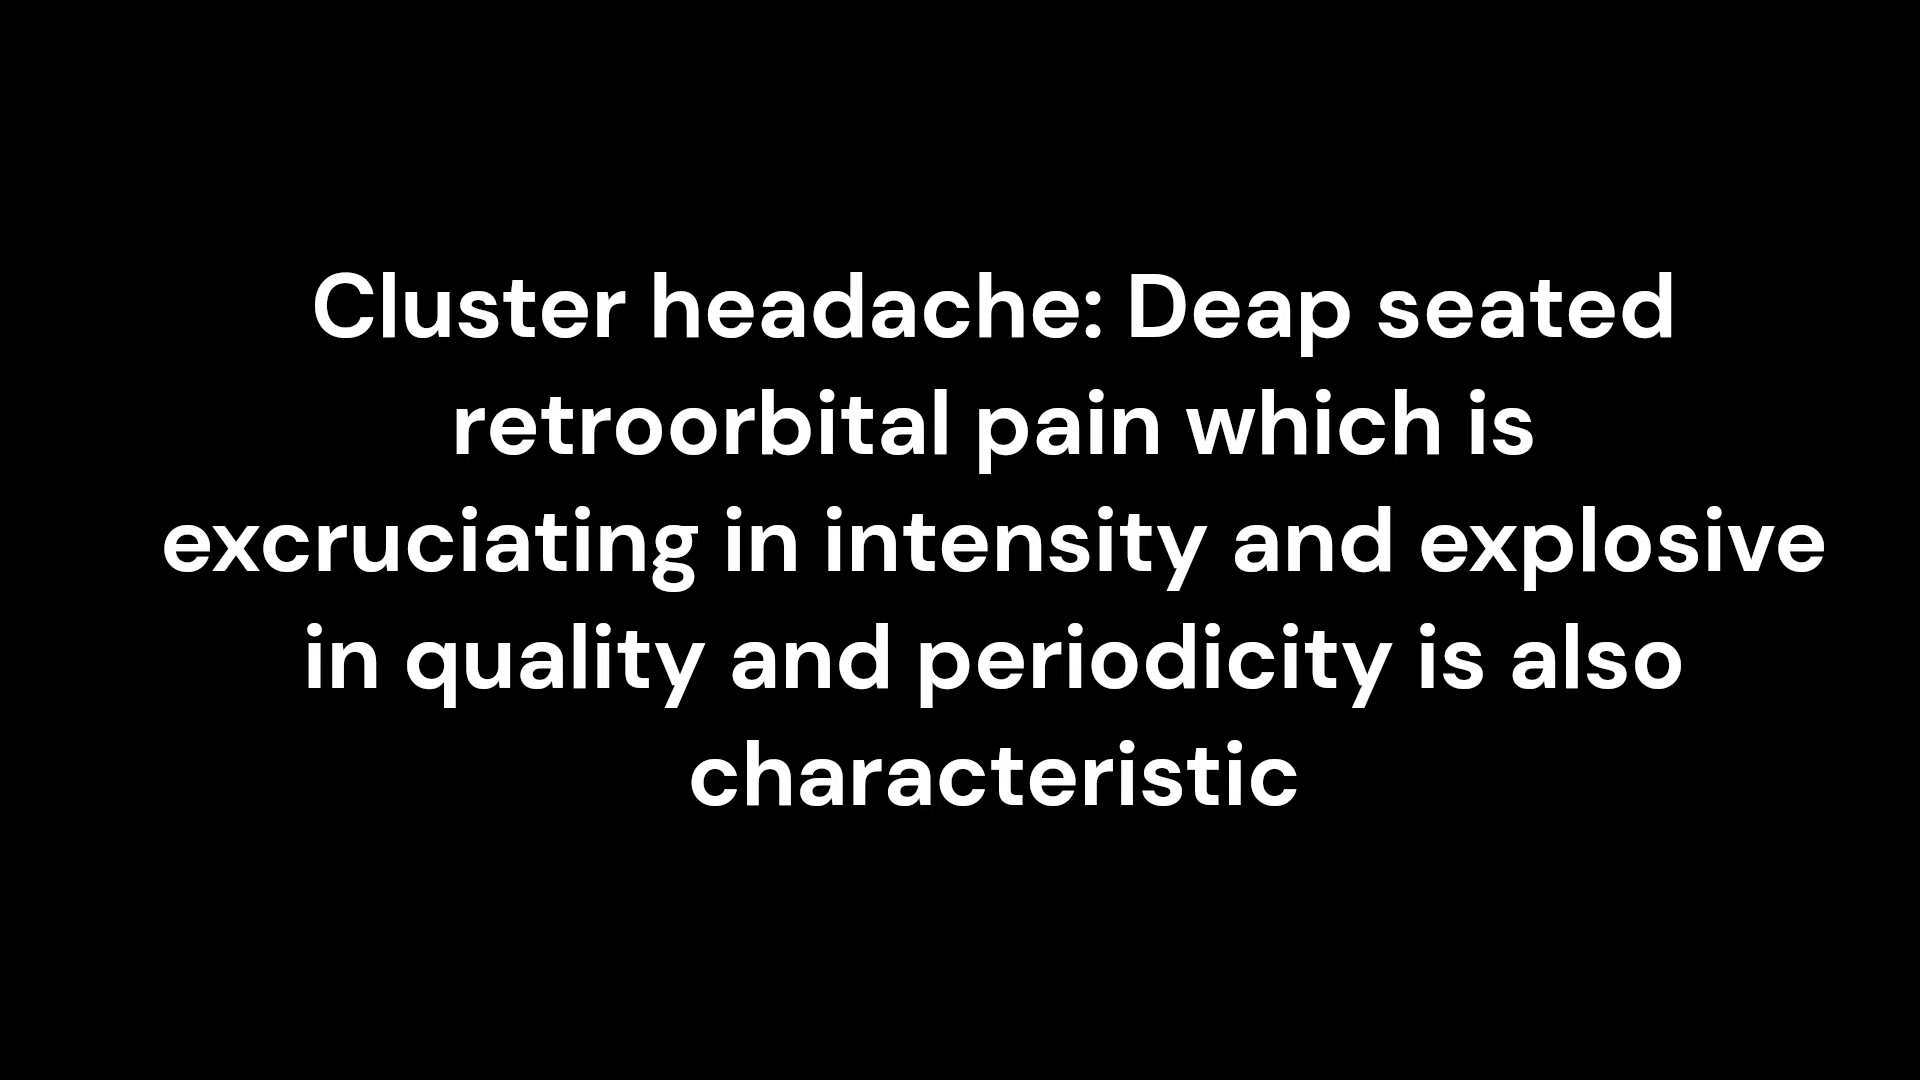 Cluster headache: Deap seated
retroorbital pain which is
excruciating in intensity and explosive
in quality and periodicity is also
characteristic